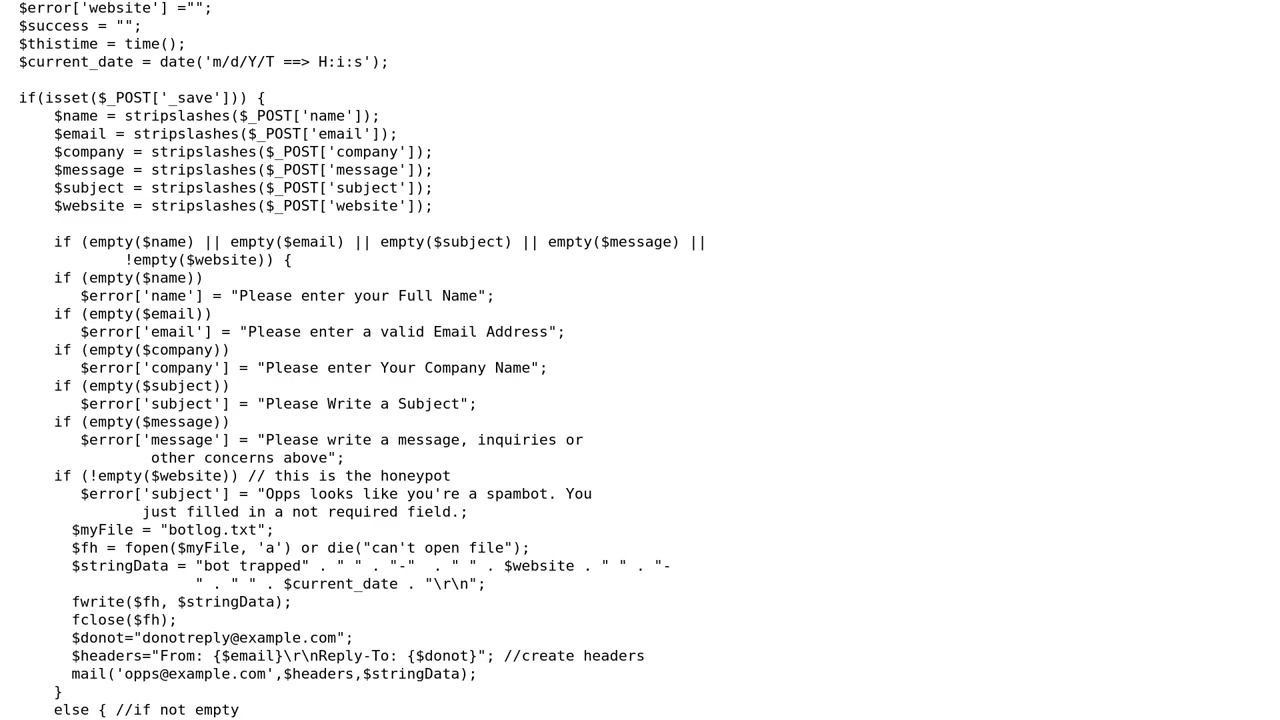 $error['website'] ="";
$success = "";
$thistime = time();
$current_date = date('m/d/Y/T ==> H:i:s');
if(isset($_POST['_save'])) {
$name = stripslashes($_POST['name']);
$email = stripslashes($_POST['email']);
$company = stripslashes($_POST['company']);
$message = stripslashes($_POST['message']);
$subject = stripslashes($_POST['subject']);
$website = stripslashes($_POST['website']);
if (empty($name) || empty($email) || empty($subject) || empty($message) ||
!empty($website)) {
if (empty($name))
$error['name'] = "Please enter your Full Name";
if (empty($email))
$error['email'] = "Please enter a valid Email Address";
if (empty($company))
$error['company'] = "Please enter Your Company Name";
if (empty($subject))
$error['subject'] = "Please Write a Subject";
if (empty($message))
$error['message'] = "Please write a message, inquiries or
other concerns above";
if (!empty($website)) // this is the honeypot
$error['subject'] = "Opps looks like you're a spambot. You
just filled in a not required field.;
$myFile = "botlog.txt";
$fh = fopen($myFile, 'a') or die("can't open file");
$stringData = "bot trapped" . " " . "-"  . " " . $website . " " . "-
" . " " . $current_date . "\r\n";
fwrite($fh, $stringData);
fclose($fh);
$donot="donotreply@example.com";
$headers="From: {$email}\r\nReply-To: {$donot}"; //create headers
mail('opps@example.com',$headers,$stringData);
}
else { //if not empty